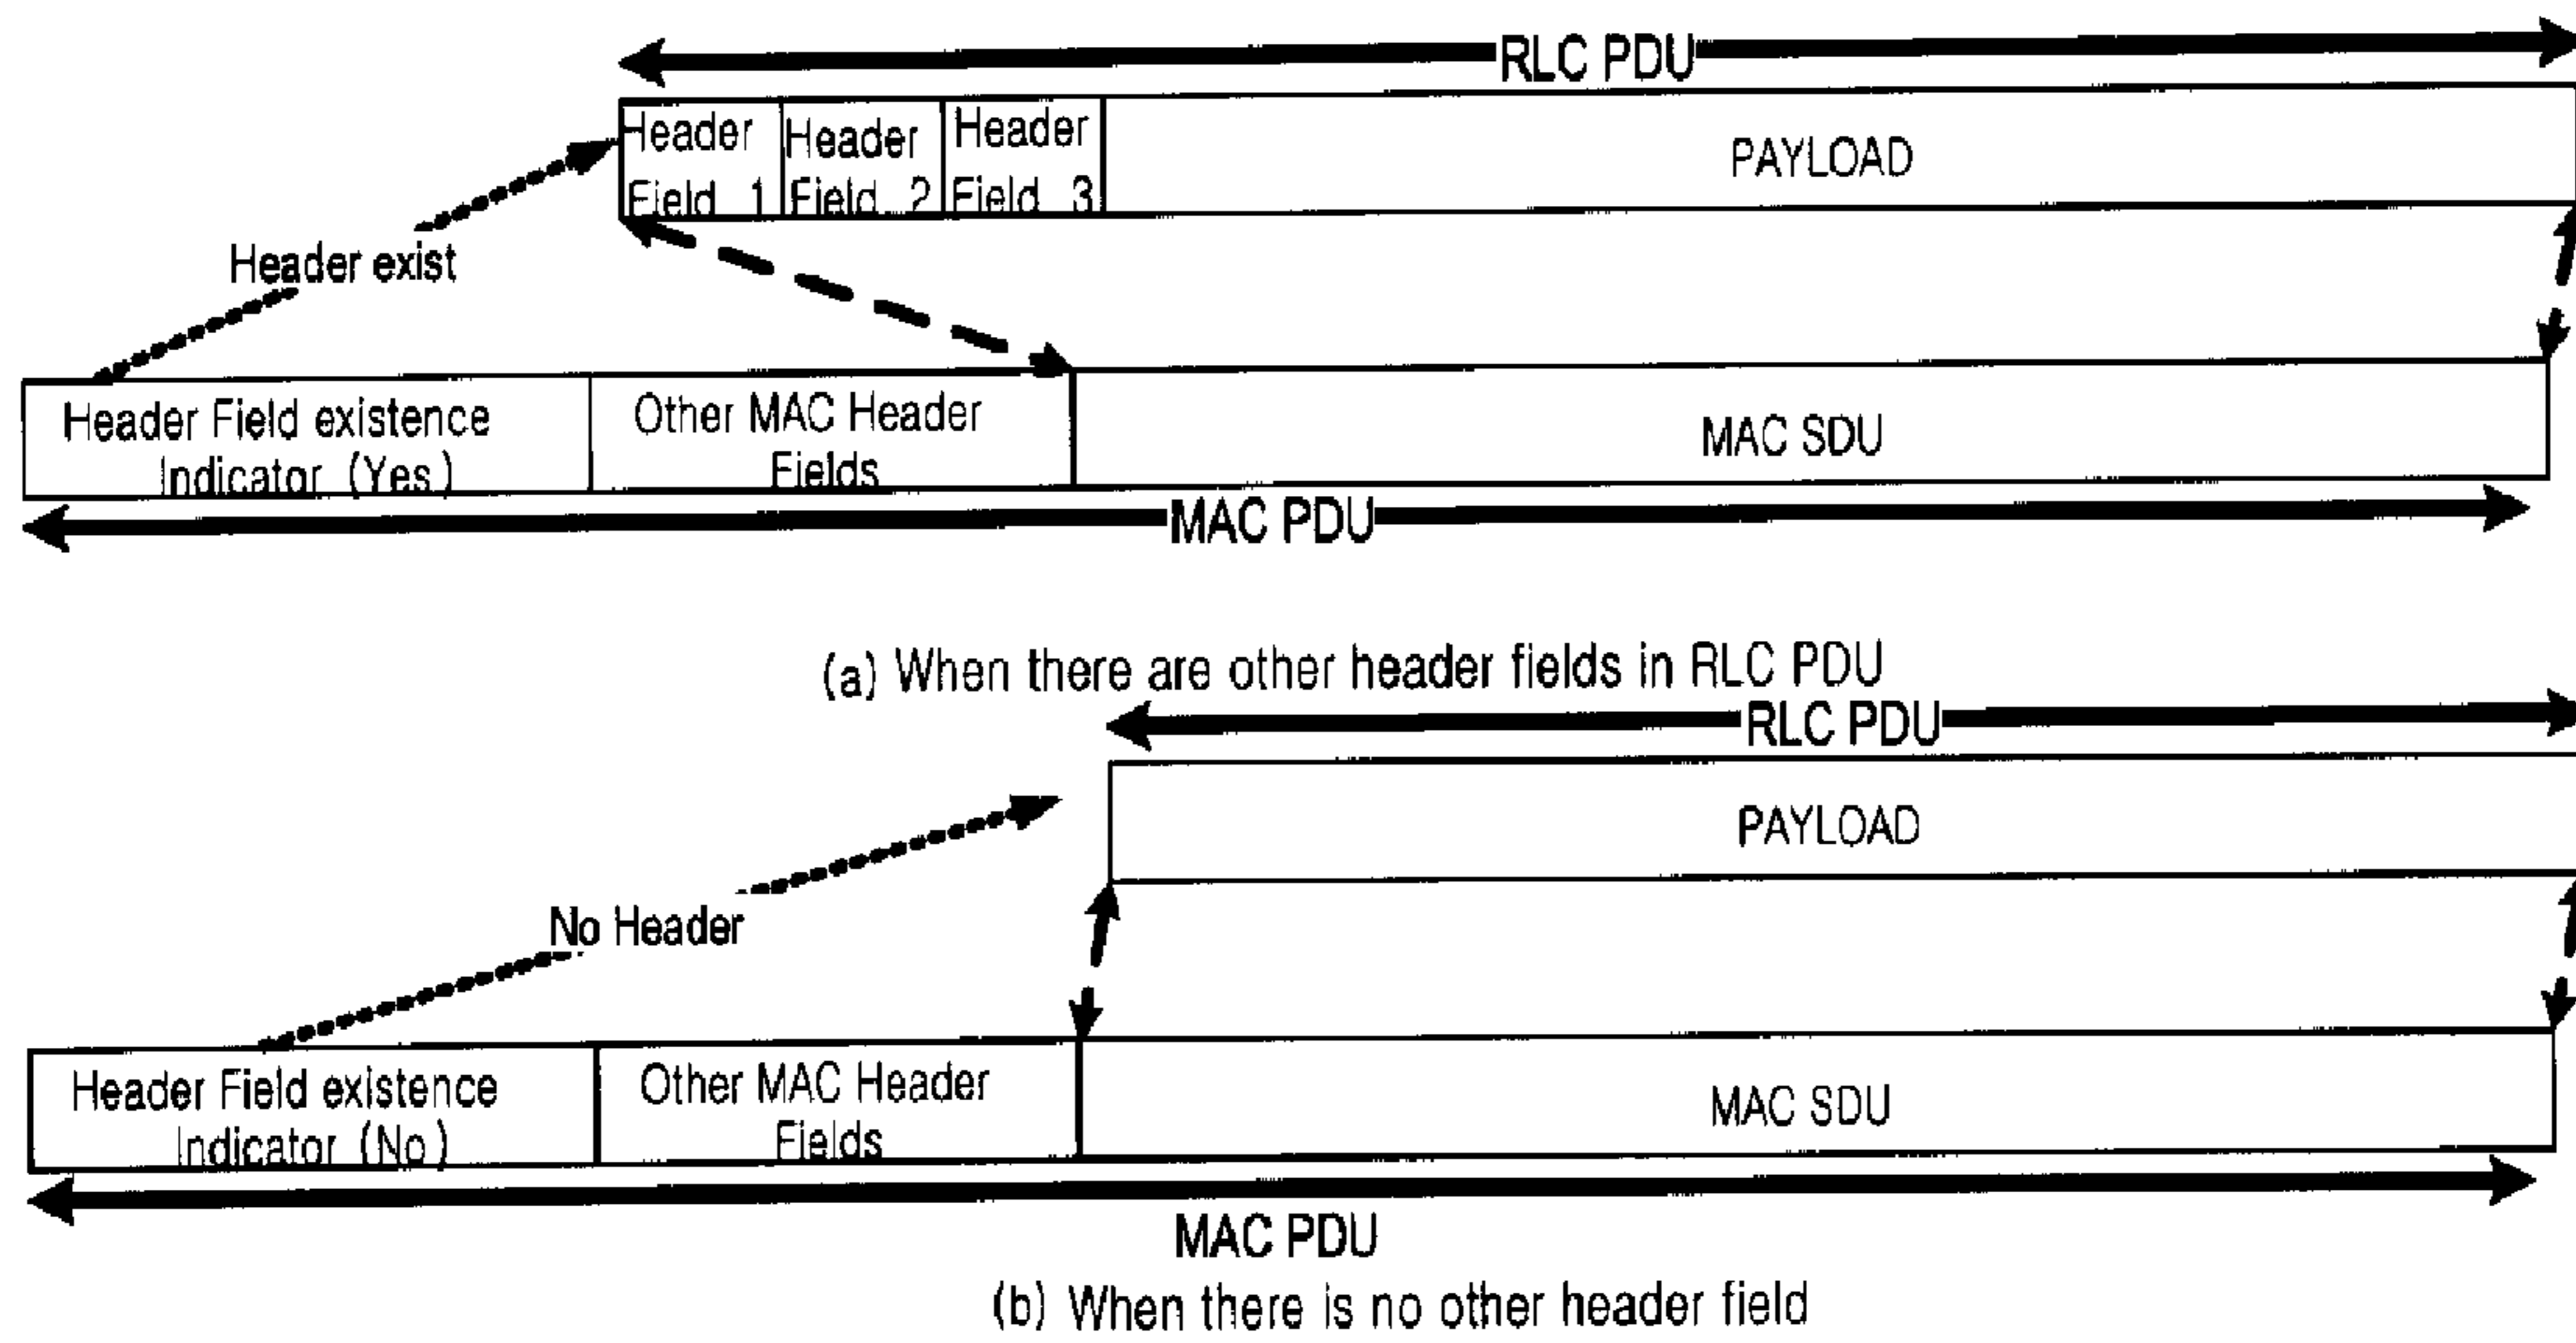 RLC PDU
Header Field 1
Header Field 2
Header Field 3
PAYLOAD
Header exist
Header Field existence
Indicator (Yes)
Other MAC Header
Fields
MAC SDU
MAC PDU
(a) When there are other header fields in RLC PDU
RLC PDU
PAYLOAD
No Header
Header Field existence
Indicator (No)
Other MAC Header
Fields
MAC SDU
MAC PDU
(b) When there is no other header field